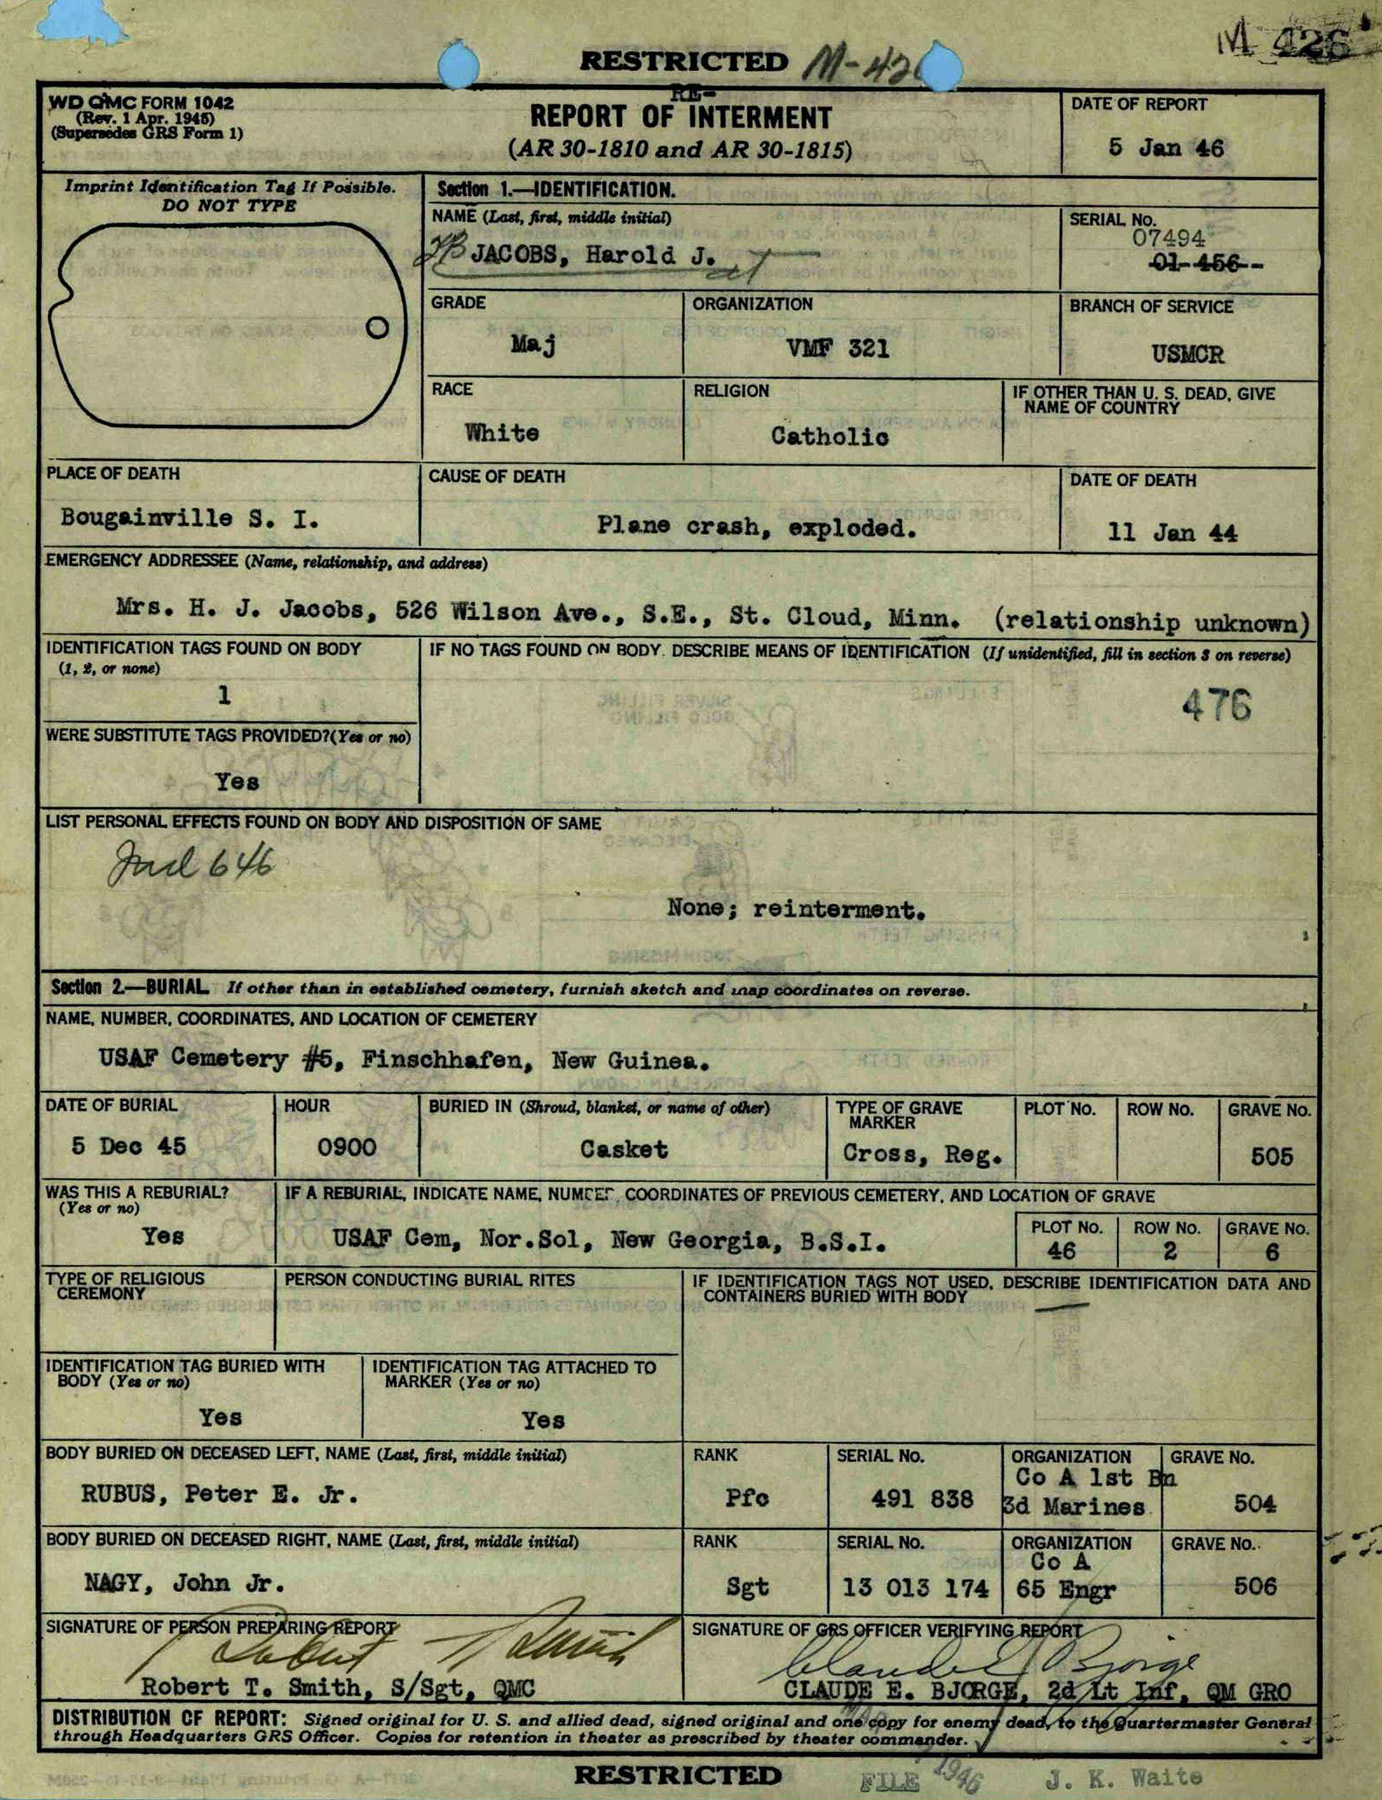 M 426
RESTRICTED M-42
WD QMC FORM 1042
(Rev. 1 Apr. 1945)
(Supersedes GRS Form 1)
RE-
REPORT OF INTERMENT
(AR 30-1810 and AR 30-1815)
DATE OF REPORT
5 Jan 46
Imprint Identification Tag If Possible.
DO NOT TYPE
Section 1.—IDENTIFICATION.
NAME (Last, first, middle initial)
JACOBS, Harold J.
SERIAL No.
07494
01-456--
GRADE
Maj
ORGANIZATION
VMF 321
BRANCH OF SERVICE
USMCR
RACE
White
RELIGION
Catholic
IF OTHER THAN U. S. DEAD, GIVE
NAME OF COUNTRY
PLACE OF DEATH
Bougainville S. I.
CAUSE OF DEATH
Plane crash, exploded.
DATE OF DEATH
11 Jan 44
EMERGENCY ADDRESSEE (Name, relationship, and address)
Mrs. H. J. Jacobs, 526 Wilson Ave., S.E., St. Cloud, Minn. (relationship unknown)
IDENTIFICATION TAGS FOUND ON BODY
(1, 2, or none)
1
IF NO TAGS FOUND ON BODY, DESCRIBE MEANS OF IDENTIFICATION (If unidentified, fill in section 3 on reverse)
476
WERE SUBSTITUTE TAGS PROVIDED? (Yes or no)
Yes
LIST PERSONAL EFFECTS FOUND ON BODY AND DISPOSITION OF SAME
646
None; reinterment.
Section 2.—BURIAL. If other than in established cemetery, furnish sketch and map coordinates on reverse.
NAME, NUMBER, COORDINATES, AND LOCATION OF CEMETERY
USAF Cemetery #5, Finschhafen, New Guinea.
DATE OF BURIAL
5 Dec 45
HOUR
0900
BURIED IN (Shroud, blanket, or name of other)
Casket
TYPE OF GRAVE
MARKER
Cross, Reg.
PLOT No.
ROW No.
GRAVE No.
505
WAS THIS A REBURIAL?
(Yes or no)
Yes
IF A REBURIAL, INDICATE NAME, NUMBER, COORDINATES OF PREVIOUS CEMETERY, AND LOCATION OF GRAVE
USAF Cem, Nor.Sol, New Georgia, B.S.I.
PLOT No.
46
ROW No.
2
GRAVE No.
6
TYPE OF RELIGIOUS
CEREMONY
PERSON CONDUCTING BURIAL RITES
IF IDENTIFICATION TAGS NOT USED, DESCRIBE IDENTIFICATION DATA AND
CONTAINERS BURIED WITH BODY
IDENTIFICATION TAG BURIED WITH
BODY (Yes or no)
Yes
IDENTIFICATION TAG ATTACHED TO
MARKER (Yes or no)
Yes
BODY BURIED ON DECEASED LEFT, NAME (Last, first, middle initial)
RUBUS, Peter E. Jr.
RANK
Pfc
SERIAL No.
491 838
ORGANIZATION
Co A 1st Bn
3d Marines
GRAVE No.
504
BODY BURIED ON DECEASED RIGHT, NAME (Last, first, middle initial)
NAGY, John Jr.
RANK
Sgt
SERIAL No.
13 013 174
ORGANIZATION
Co A
65 Engr
GRAVE No.
506
SIGNATURE OF PERSON PREPARING REPORT
Robert T Smith
Robert T. Smith, S/Sgt, QMC
SIGNATURE OF GRS OFFICER VERIFYING REPORT
Claude E Bjorge
CLAUDE E. BJORGE, 2d Lt Inf, QM GRO
DISTRIBUTION OF REPORT: Signed original for U. S. and allied dead, signed original and one copy for enemy dead, to the Quartermaster General
through Headquarters GRS Officer. Copies for retention in theater as prescribed by theater commander.
RESTRICTED
FILE 1946 J. K. Waite